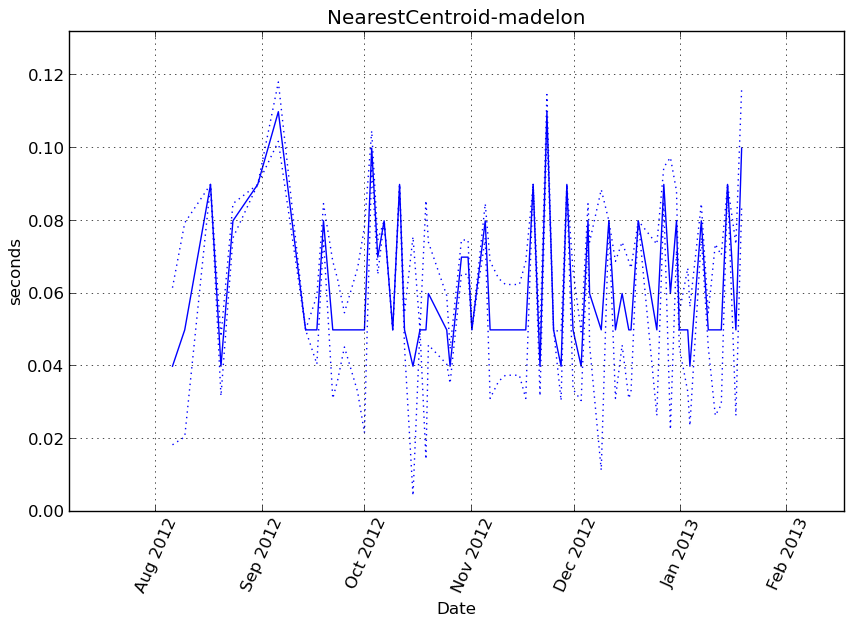 NearestCentroid-madelon
0.12
0.10
0.08
0.06
0.04
0.02
0.00
seconds
Aug 2012
Sep 2012
Oct 2012
Nov 2012
Dec 2012
Jan 2013
Feb 2013
Date